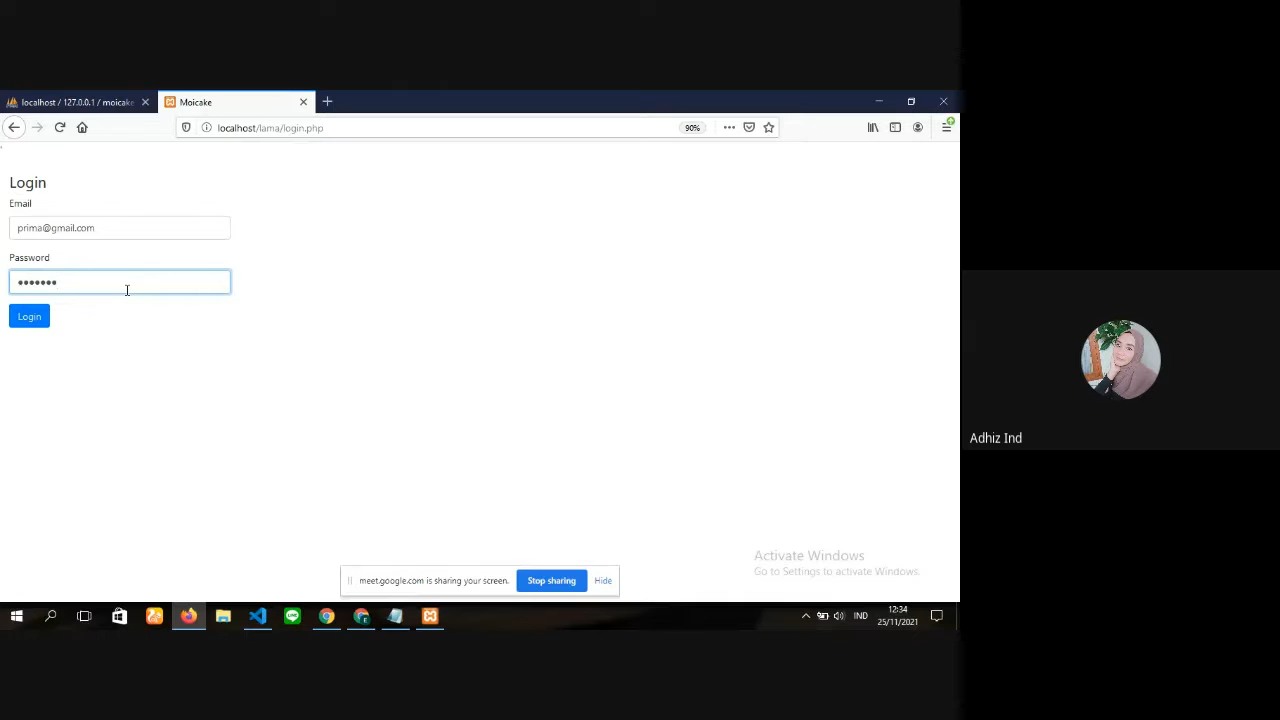 localhost / 127.0.0.1 / moicake
Moicake
localhost/lama/login.php
90%
Login
Email
prima@gmail.com
Password
Login
Activate Windows
Go to Settings to activate Windows.
meet.google.com is sharing your screen.
Stop sharing
Hide
IND
12:34
25/11/2021
Adhiz Ind